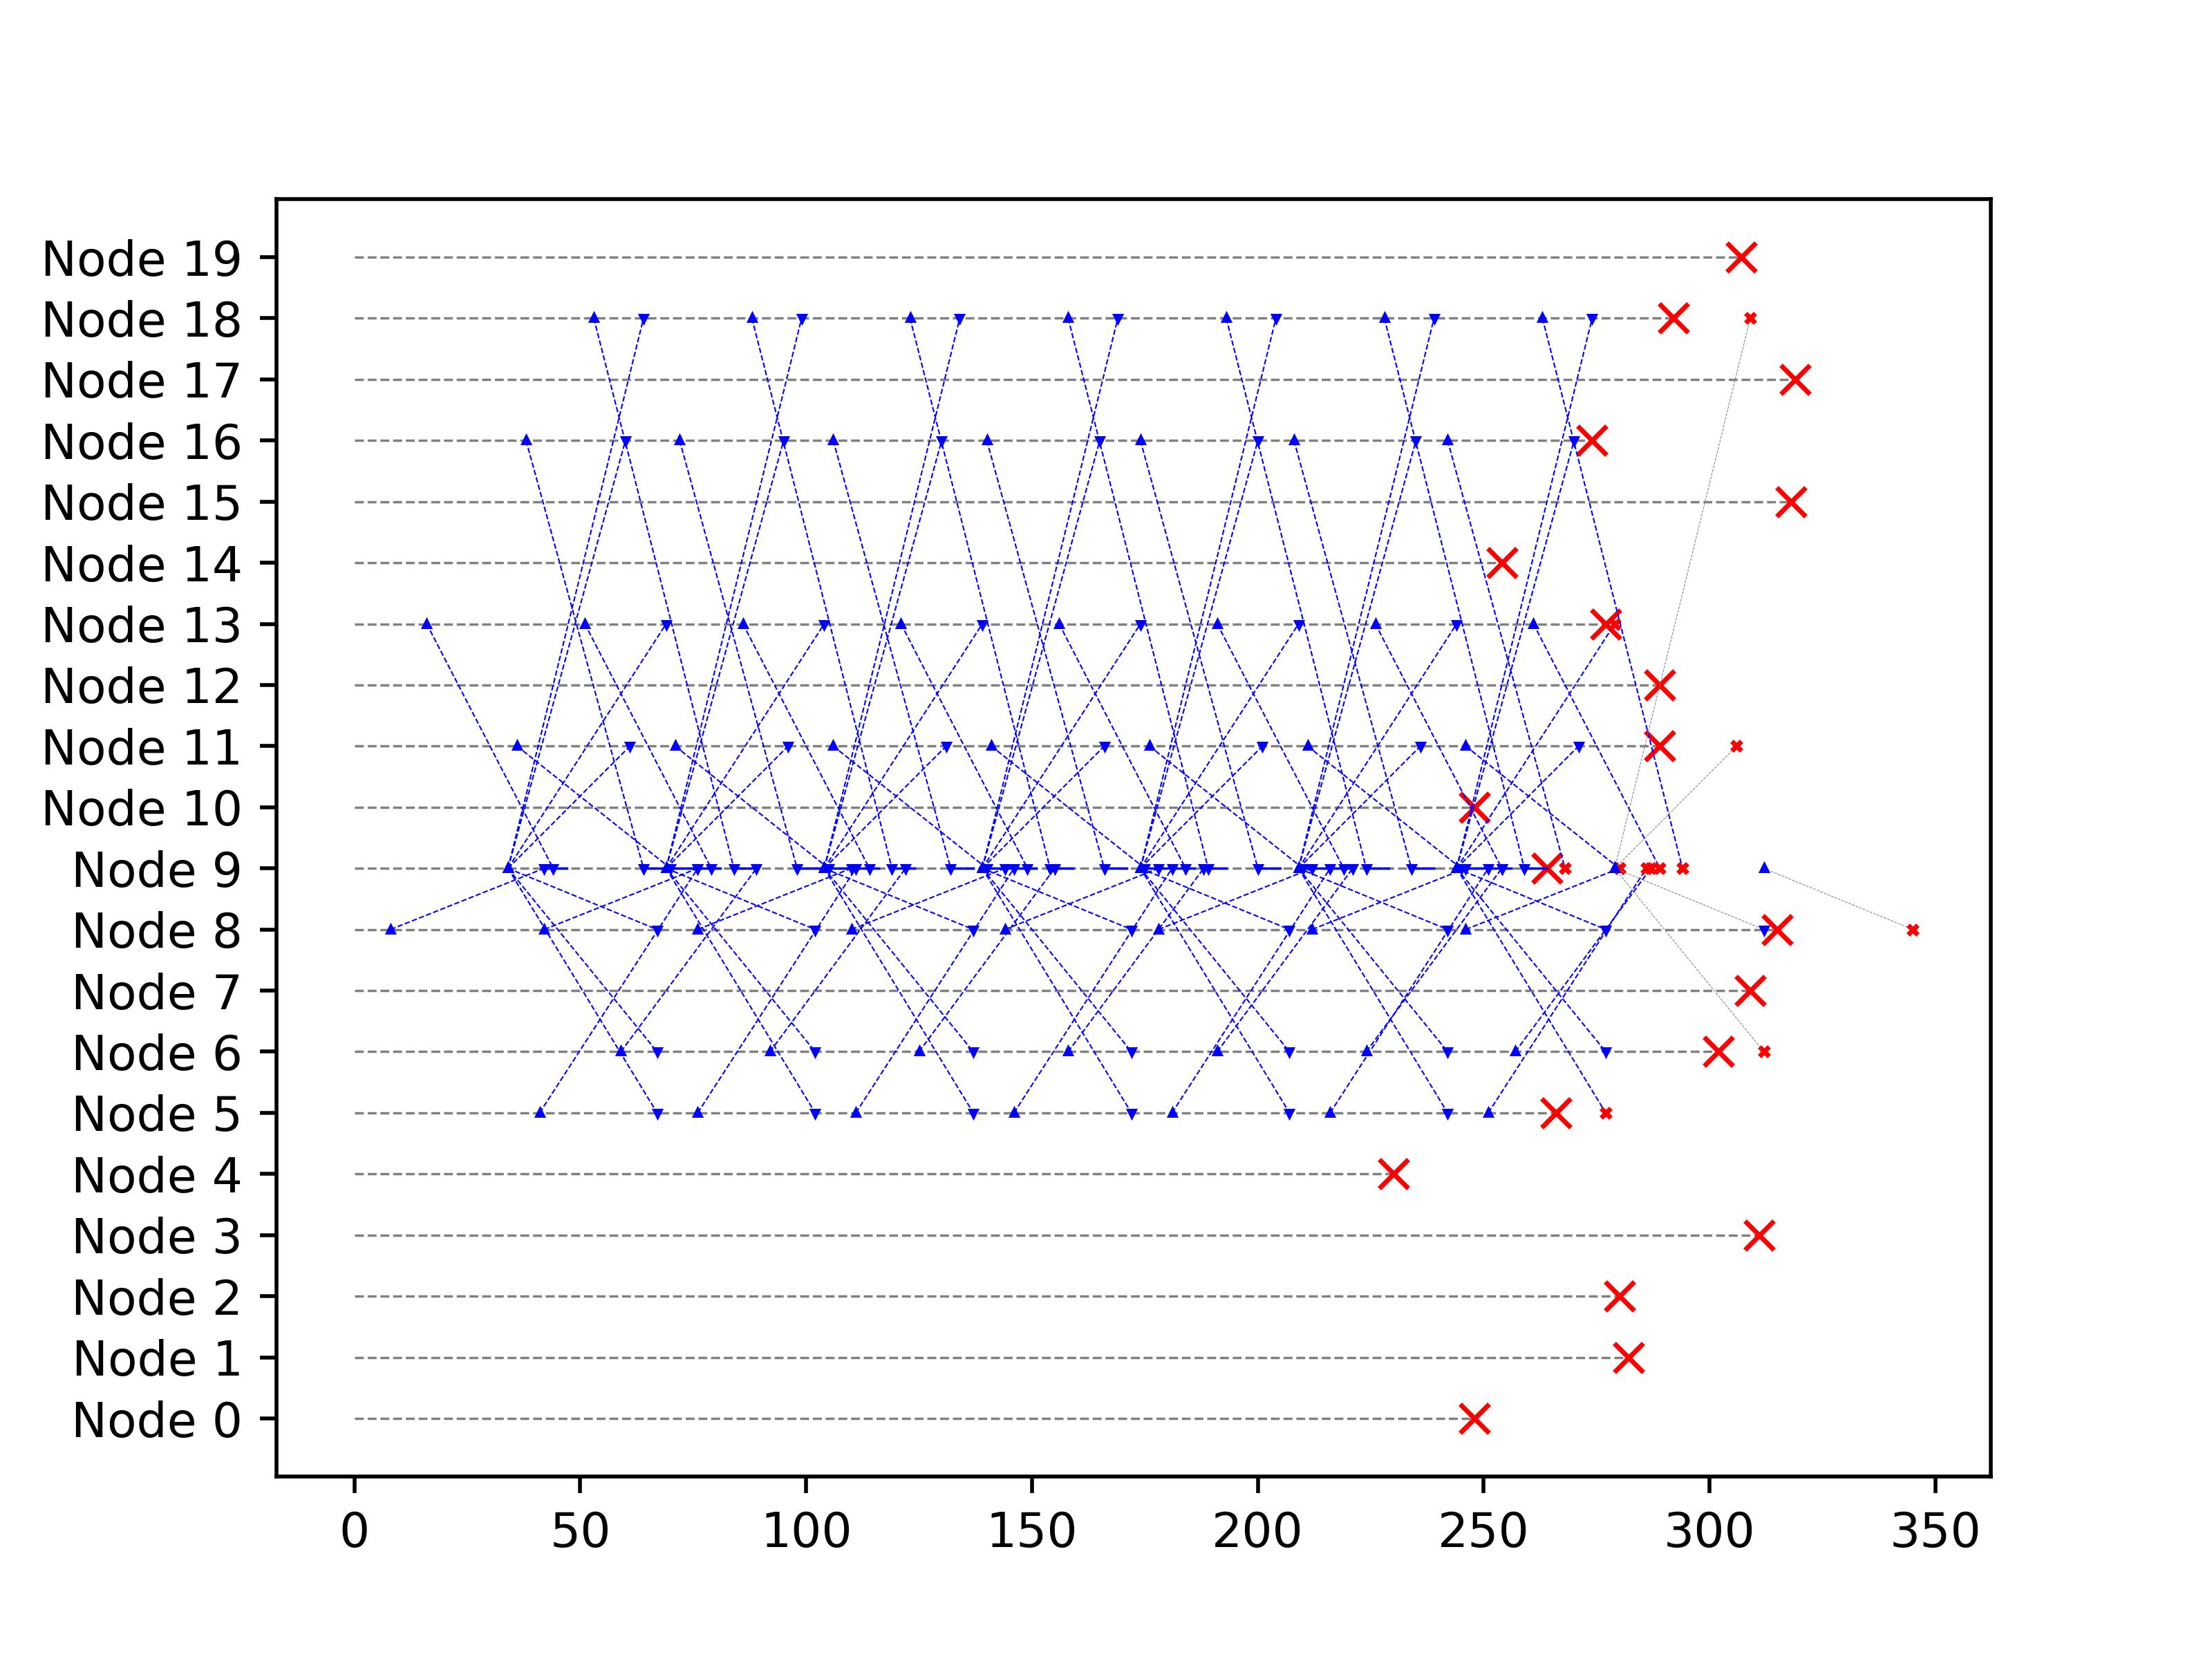 Node 19
Node 18
Node 17
Node 16
Node 15
Node 14
Node 13
Node 12
Node 11
Node 10
Node 9
Node 8
Node 7
Node 6
Node 5
Node 4
Node 3
Node 2
Node 1
Node 0
0 50 100 150 200 250 300 350